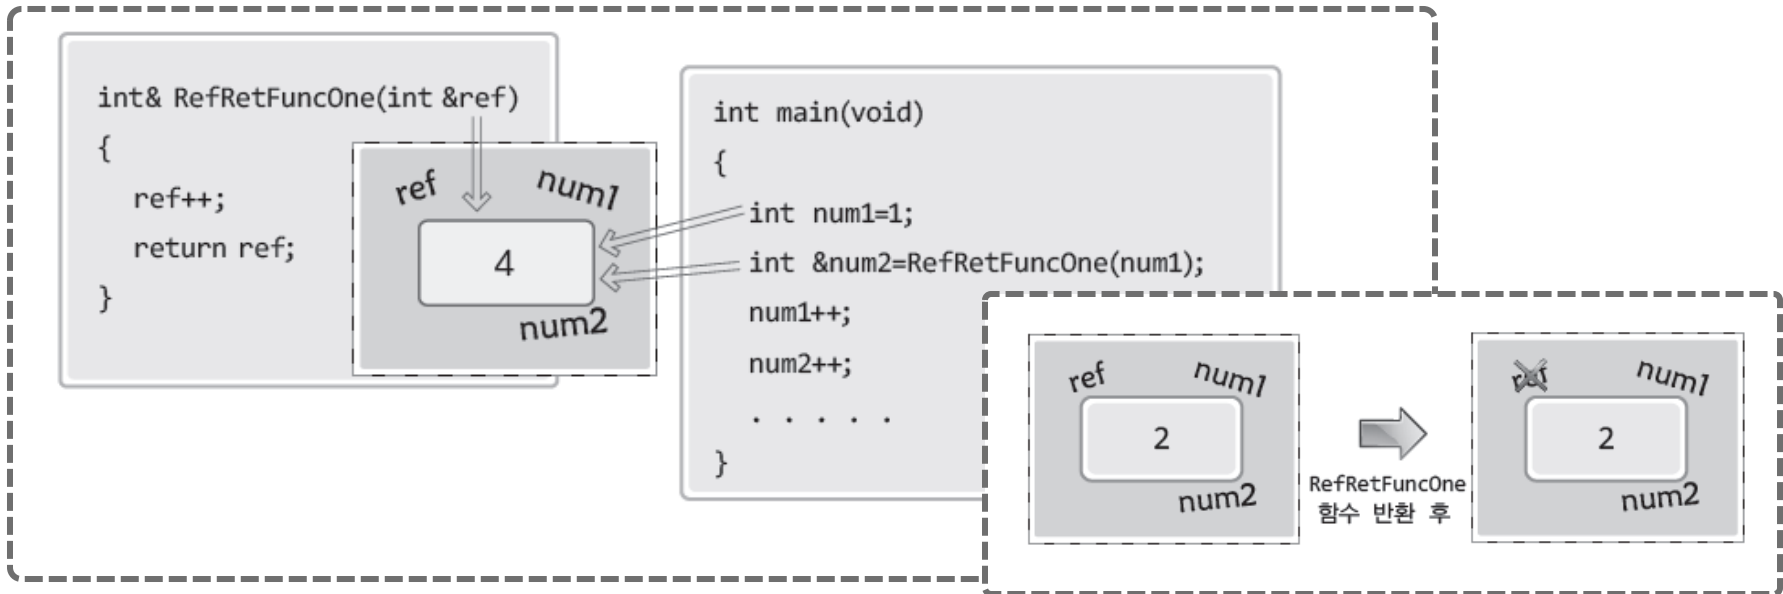 int& RefRetFuncOne(int &ref)
{
ref++;
return ref;
}
ref
num1
4
num2
int main(void)
{
int num1=1;
int &num2=RefRetFuncOne(num1);
num1++;
num2++;
. . . . .
}
ref
num1
2
num2
RefRetFuncOne
함수 반환 후
ref
num1
2
num2